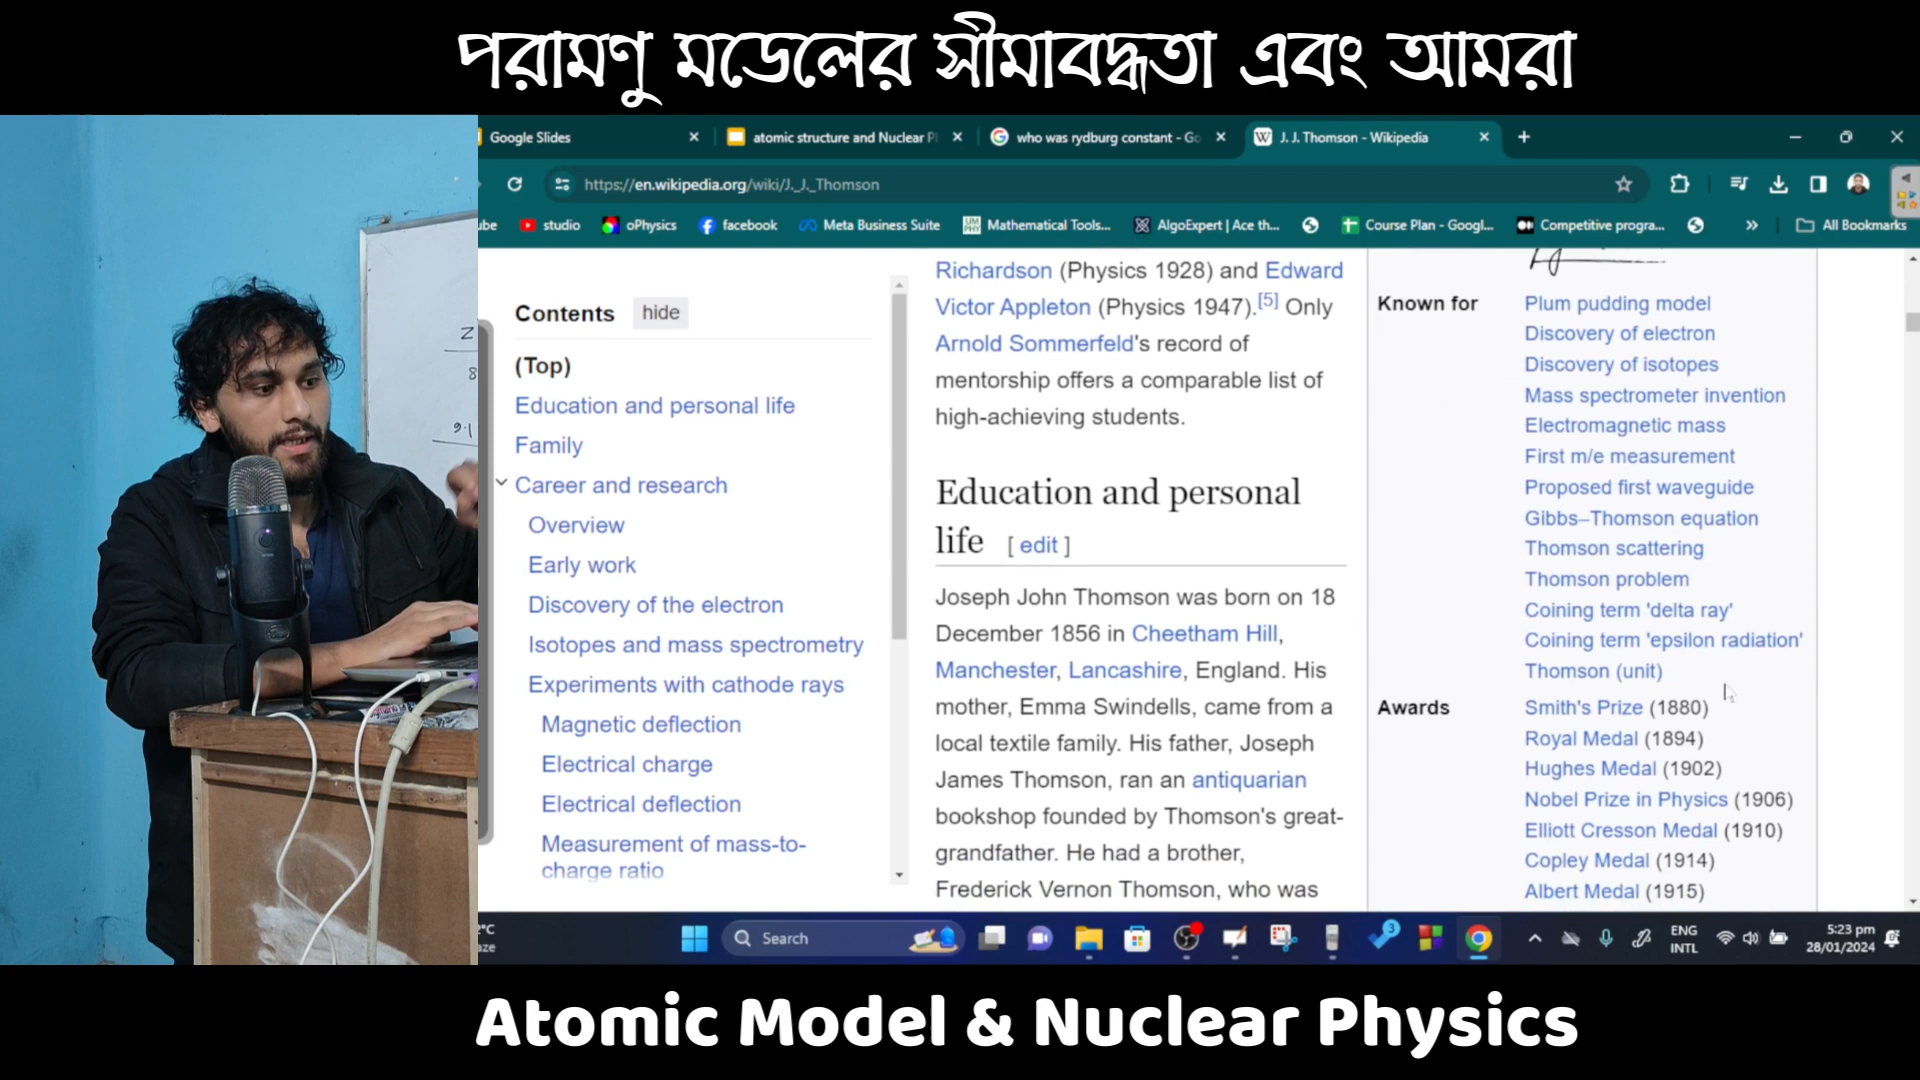 পরামণু মডেলের সীমাবদ্ধতা এবং আমরা
Google Slides
atomic structure and Nuclear P
who was rydburg constant - Go
J. J. Thomson - Wikipedia
https://en.wikipedia.org/wiki/J._J._Thomson
ube
studio
oPhysics
facebook
Meta Business Suite
Mathematical Tools...
AlgoExpert | Ace th...
Course Plan - Googl...
Competitive progra...
All Bookmarks
Contents
hide
(Top)
Education and personal life
Family
Career and research
Overview
Early work
Discovery of the electron
Isotopes and mass spectrometry
Experiments with cathode rays
Magnetic deflection
Electrical charge
Electrical deflection
Measurement of mass-to-
charge ratio
Richardson (Physics 1928) and Edward
Victor Appleton (Physics 1947).[5] Only
Arnold Sommerfeld's record of
mentorship offers a comparable list of
high-achieving students.
Education and personal
life [ edit ]
Joseph John Thomson was born on 18
December 1856 in Cheetham Hill,
Manchester, Lancashire, England. His
mother, Emma Swindells, came from a
local textile family. His father, Joseph
James Thomson, ran an antiquarian
bookshop founded by Thomson's great-
grandfather. He had a brother,
Frederick Vernon Thomson, who was
Known for
Plum pudding model
Discovery of electron
Discovery of isotopes
Mass spectrometer invention
Electromagnetic mass
First m/e measurement
Proposed first waveguide
Gibbs–Thomson equation
Thomson scattering
Thomson problem
Coining term 'delta ray'
Coining term 'epsilon radiation'
Thomson (unit)
Awards
Smith's Prize (1880)
Royal Medal (1894)
Hughes Medal (1902)
Nobel Prize in Physics (1906)
Elliott Cresson Medal (1910)
Copley Medal (1914)
Albert Medal (1915)
Search
3
ENG
INTL
5:23 pm
28/01/2024
Atomic Model & Nuclear Physics